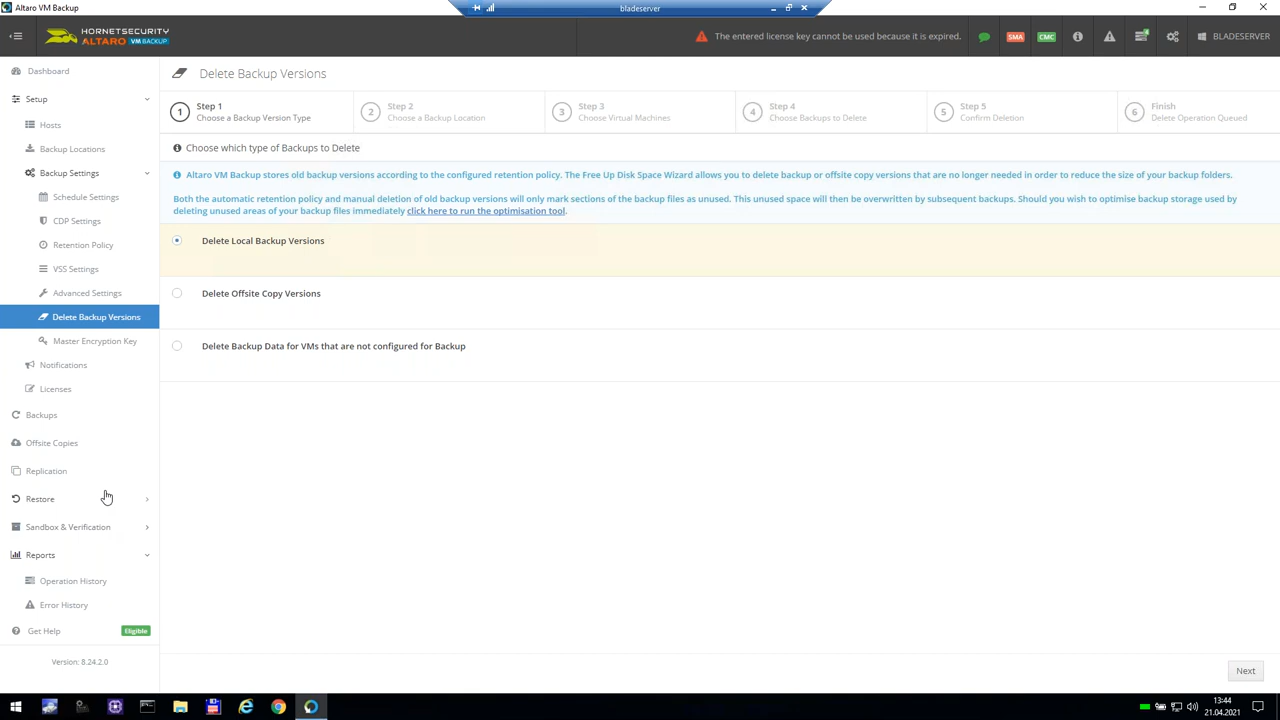 Altaro VM Backup
bladeserver
HORNETSECURITY
ALTARO VM BACKUP
The entered license key cannot be used because it is expired.
SMA
CMC
BLADESERVER
Dashboard
Setup
Hosts
Backup Locations
Backup Settings
Schedule Settings
CDP Settings
Retention Policy
VSS Settings
Advanced Settings
Delete Backup Versions
Master Encryption Key
Notifications
Licenses
Backups
Offsite Copies
Replication
Restore
Sandbox & Verification
Reports
Operation History
Error History
Get Help
Eligible
Version: 8.24.2.0
Delete Backup Versions
1
Step 1
Choose a Backup Version Type
2
Step 2
Choose a Backup Location
3
Step 3
Choose Virtual Machines
4
Step 4
Choose Backups to Delete
5
Step 5
Confirm Deletion
6
Finish
Delete Operation Queued
Choose which type of Backups to Delete
Altaro VM Backup stores old backup versions according to the configured retention policy. The Free Up Disk Space Wizard allows you to delete backup or offsite copy versions that are no longer needed in order to reduce the size of your backup folders.
Both the automatic retention policy and manual deletion of old backup versions will only mark sections of the backup files as unused. This unused space will then be overwritten by subsequent backups. Should you wish to optimise backup storage used by
deleting unused areas of your backup files immediately click here to run the optimisation tool.
Delete Local Backup Versions
Delete Offsite Copy Versions
Delete Backup Data for VMs that are not configured for Backup
Next
13:44
21.04.2021